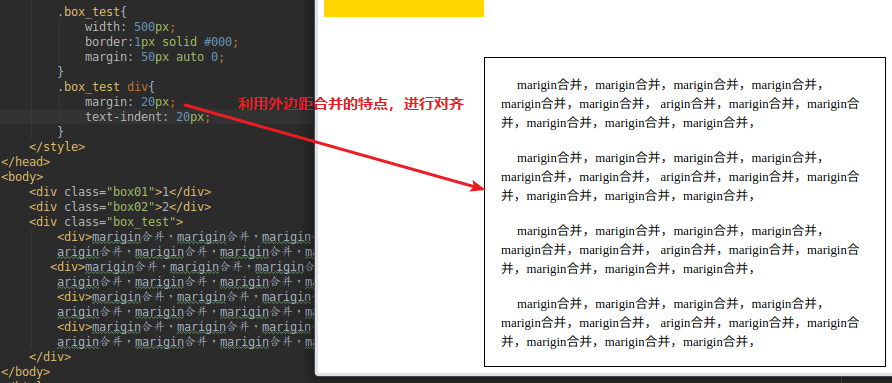 .box_test{
width: 500px;
border:1px solid #000;
margin: 50px auto 0;
}
.box_test div{
margin: 20px;
text-indent: 20px;
}
</style>
</head>
<body>
<div class="box01">1</div>
<div class="box02">2</div>
<div class="box_test">
<div>marigin合并，marigin合并，marigin
arigin合并，marigin合并，marigin合并，ma
<div>marigin合并，marigin合并，marigin
arigin合并，marigin合并，marigin合并，ma
<div>marigin合并，marigin合并，marigin
arigin合并，marigin合并，marigin合并，ma
<div>marigin合并，marigin合并，marigin
arigin合并，marigin合并，marigin合并，ma
</div>
</body>
利用外边距合并的特点，进行对齐
marigin合并，marigin合并，marigin合并，marigin合并，
marigin合并，marigin合并， arigin合并，marigin合并，marigin合并
，marigin合并，marigin合并，marigin合并，
marigin合并，marigin合并，marigin合并，marigin合并，
marigin合并，marigin合并， arigin合并，marigin合并，marigin合并
，marigin合并，marigin合并，marigin合并，
marigin合并，marigin合并，marigin合并，marigin合并，
marigin合并，marigin合并， arigin合并，marigin合并，marigin合并
，marigin合并，marigin合并，marigin合并，
marigin合并，marigin合并，marigin合并，marigin合并，
marigin合并，marigin合并， arigin合并，marigin合并，marigin合并
，marigin合并，marigin合并，marigin合并，